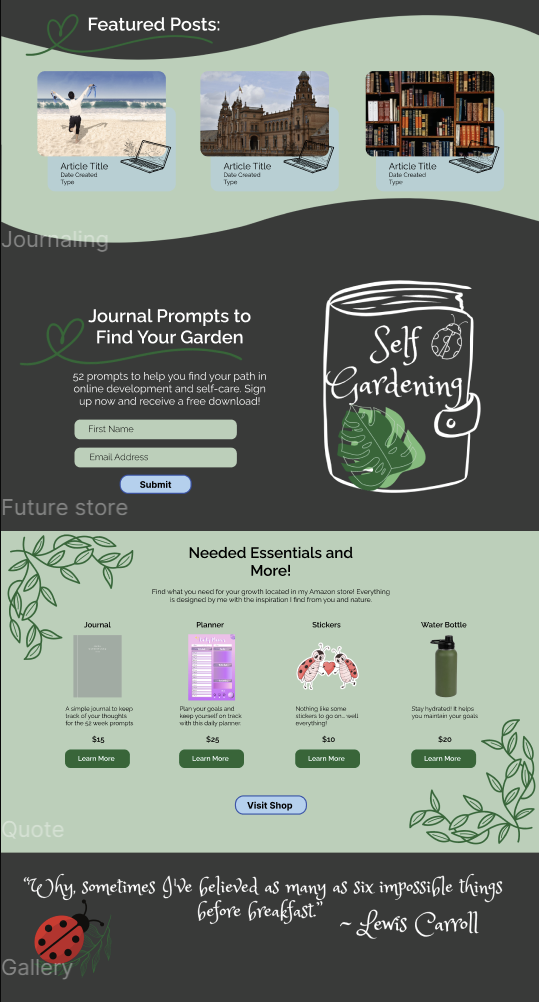 Featured Posts:
Article Title
Date Created
Type
Article Title
Date Created
Type
Article Title
Date Created
Type
Journaling
Journal Prompts to
Find Your Garden
52 prompts to help you find your path in
online development and self-care. Sign
up now and receive a free download!
First Name
Email Address
Submit
Self
Gardening
Future store
Needed Essentials and
More!
Find what you need for your growth located in my Amazon store! Everything
is designed by me with the inspiration I find from you and nature.
Journal
A simple journal to keep
track of your thoughts
for the 52 week prompts
$15
Learn More
Planner
Plan your goals and
keep yourself on track
with this daily planner.
$25
Learn More
Stickers
Nothing like some
stickers to go on... well
everything!
$10
Learn More
Water Bottle
Stay hydrated! It helps
you maintain your goals
$20
Learn More
Visit Shop
Quote
“Why, sometimes I've believed as many as six impossible things
before breakfast.”
~ Lewis Carroll
Gallery